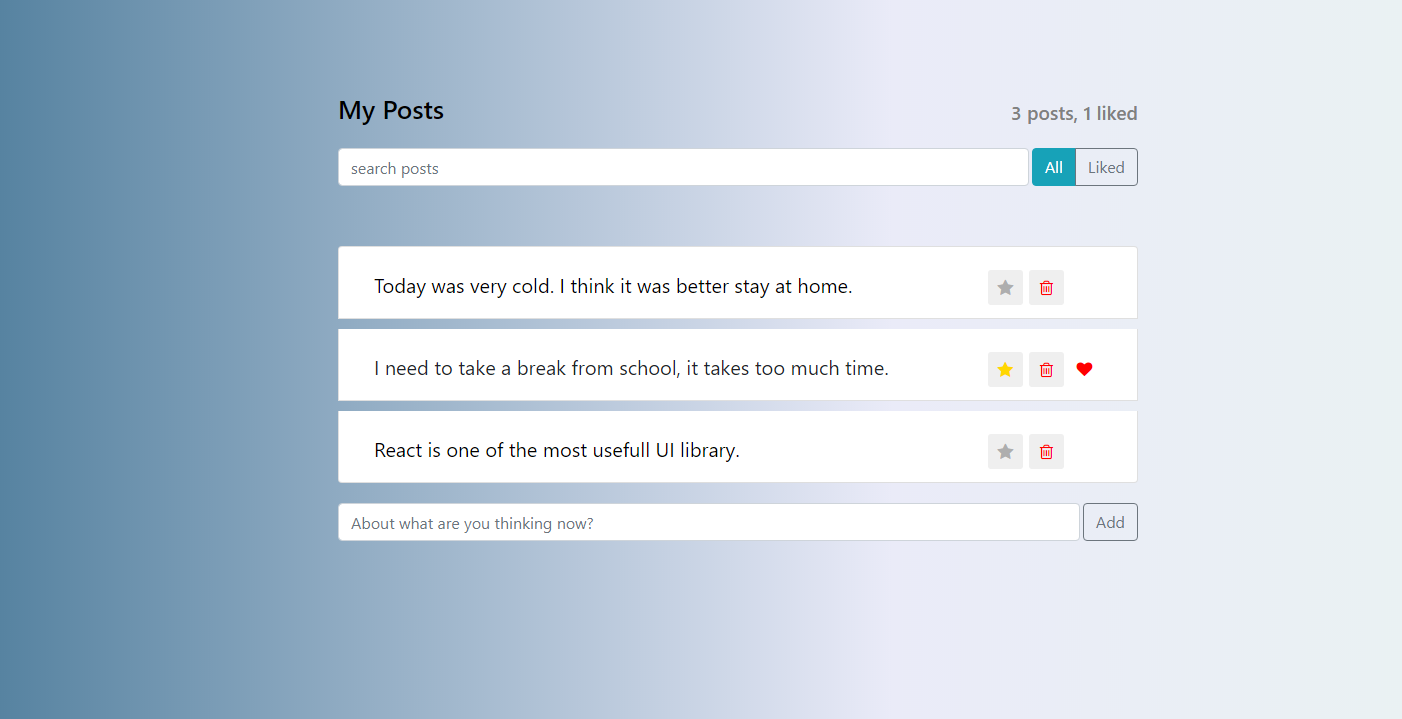 My Posts
3 posts, 1 liked
search posts
All
Liked
Today was very cold. I think it was better stay at home.
I need to take a break from school, it takes too much time.
React is one of the most usefull UI library.
About what are you thinking now?
Add